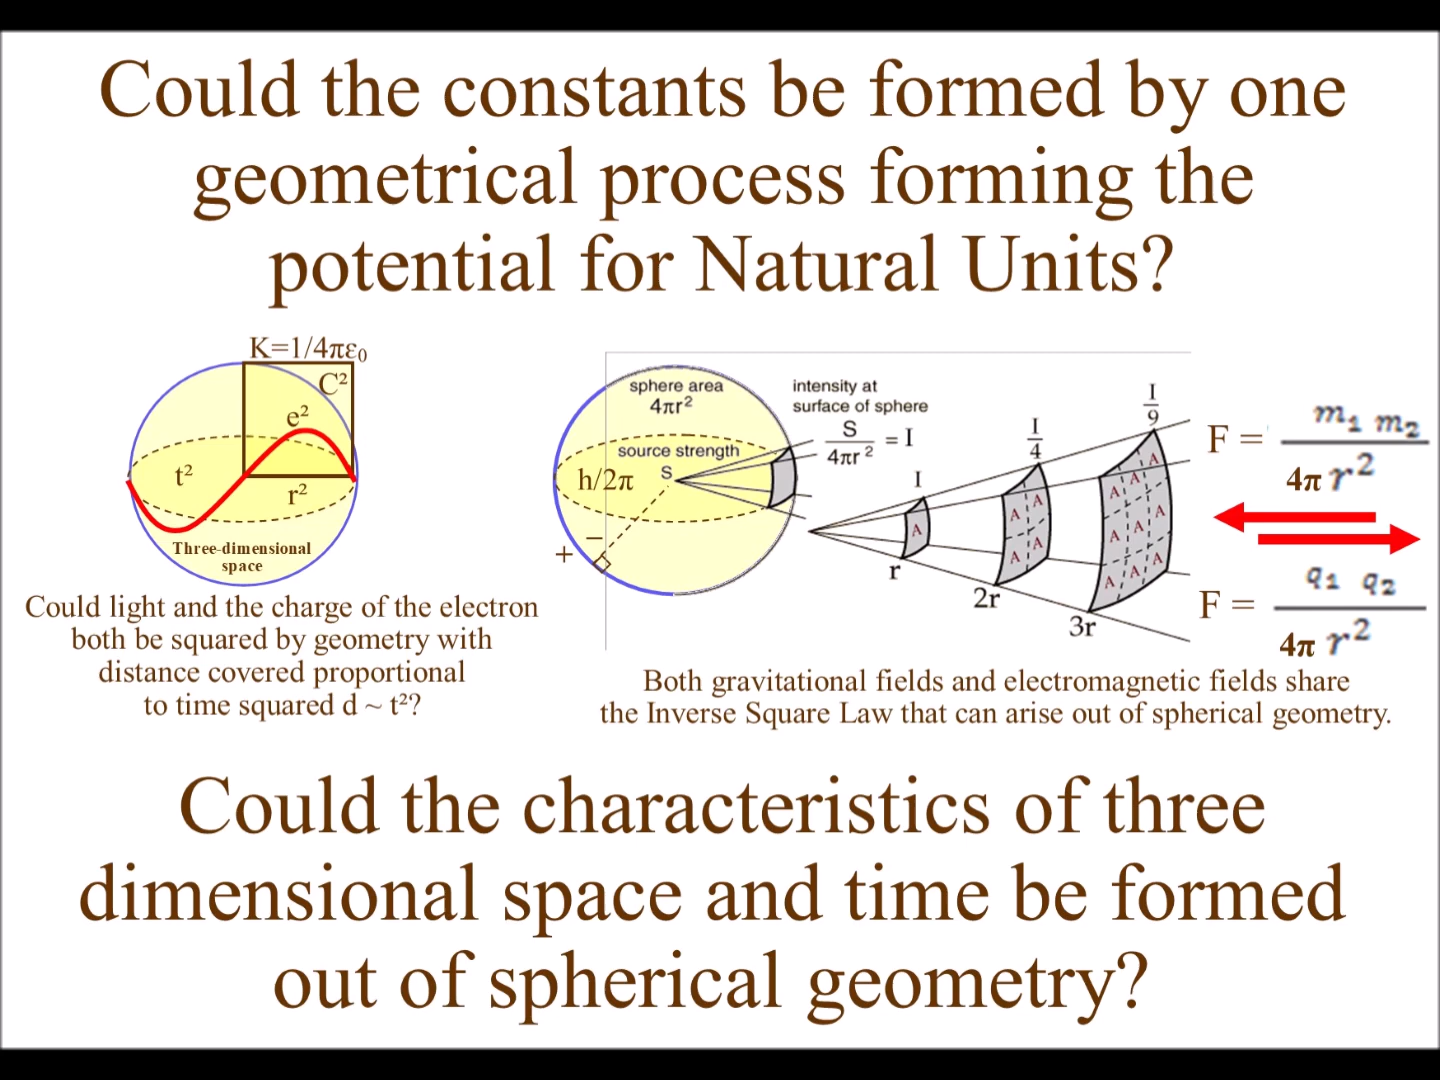 Could the constants be formed by one
geometrical process forming the
potential for Natural Units?
K=1/4πε₀
C²
e²
t²
r²
Three-dimensional
space
Could light and the charge of the electron
both be squared by geometry with
distance covered proportional
to time squared d ~ t²?
sphere area
4πr²
source strength
h/2π
S
+
−
intensity at
surface of sphere
S/4πr² = I
I
I/4
I/9
A
A A
A A
A A A
A A A
A A A
r
2r
3r
F = m₁ m₂ / 4π r²
F = q₁ q₂ / 4π r²
Both gravitational fields and electromagnetic fields share
the Inverse Square Law that can arise out of spherical geometry.
Could the characteristics of three
dimensional space and time be formed
out of spherical geometry?